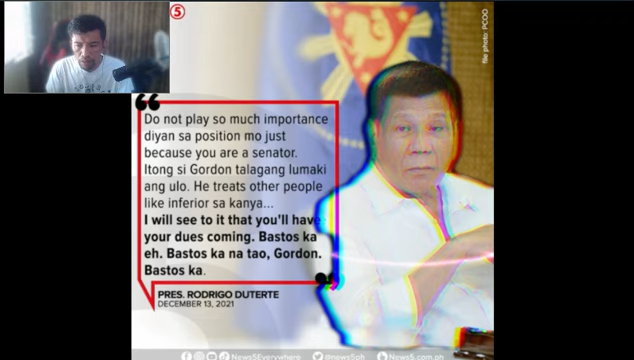 5
file photo: PCOO
“
Do not play so much importance
diyan sa position mo just
because you are a senator.
Itong si Gordon talagang lumaki
ang ulo. He treats other people
like inferior sa kanya...
I will see to it that you'll have
your dues coming. Bastos ka
eh. Bastos ka na tao, Gordon.
Bastos ka.
”
PRES. RODRIGO DUTERTE
DECEMBER 13, 2021
News5Everywhere @news5ph News5.com.ph